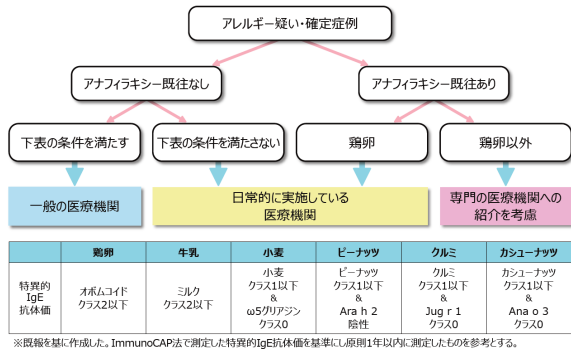 アレルギー疑い・確定症例
アナフィラキシー既往なし
アナフィラキシー既往あり
下表の条件を満たす
下表の条件を満たさない
鶏卵
鶏卵以外
一般の医療機関
日常的に実施している
医療機関
専門の医療機関への
紹介を考慮
鶏卵
牛乳
小麦
ピーナッツ
クルミ
カシューナッツ
特異的
IgE
抗体価
オボムコイド
クラス2以下
ミルク
クラス2以下
小麦
クラス1以下
&
ω5グリアジン
クラス0
ピーナッツ
クラス1以下
&
Ara h 2
陰性
クルミ
クラス1以下
&
Jug r 1
クラス0
カシューナッツ
クラス1以下
&
Ana o 3
クラス0
※既報を基に作成した。ImmunoCAP法で測定した特異的IgE抗体価を基準にし原則1年以内に測定したものを参考とする。